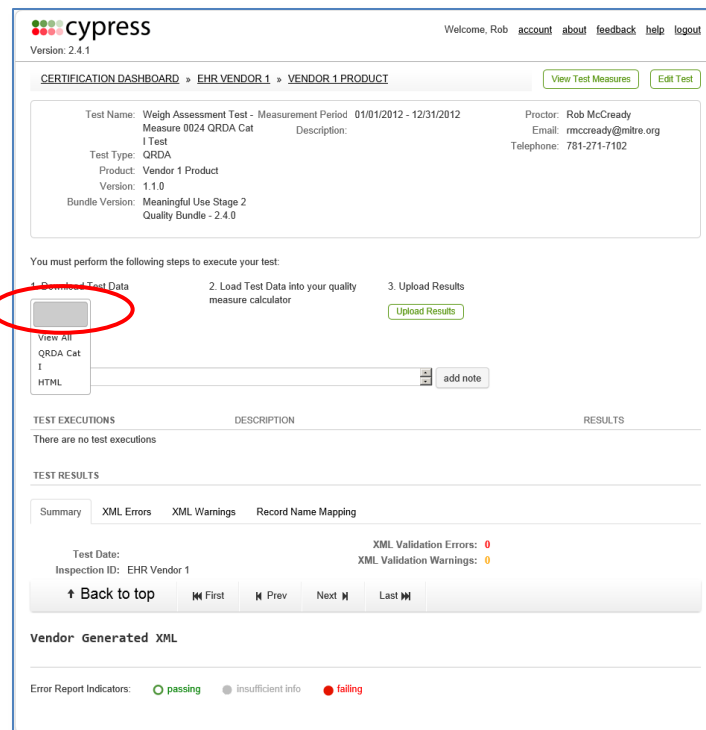 cypress
Welcome, Rob account about feedback help logout
Version: 2.4.1
CERTIFICATION DASHBOARD » EHR VENDOR 1 » VENDOR 1 PRODUCT
View Test Measures
Edit Test
Test Name: Weigh Assessment Test -
Measure 0024 QRDA Cat
I Test
Test Type: QRDA
Product: Vendor 1 Product
Version: 1.1.0
Bundle Version: Meaningful Use Stage 2
Quality Bundle - 2.4.0
Measurement Period 01/01/2012 - 12/31/2012
Description:
Proctor: Rob McCready
Email: rmccready@mitre.org
Telephone: 781-271-7102
You must perform the following steps to execute your test:
1. Download Test Data
View All
QRDA Cat
I
HTML
2. Load Test Data into your quality
measure calculator
3. Upload Results
Upload Results
add note
TEST EXECUTIONS DESCRIPTION RESULTS
There are no test executions
TEST RESULTS
Summary XML Errors XML Warnings Record Name Mapping
Test Date:
Inspection ID: EHR Vendor 1
XML Validation Errors: 0
XML Validation Warnings: 0
Back to top First Prev Next Last
Vendor Generated XML
Error Report Indicators: passing insufficient info failing